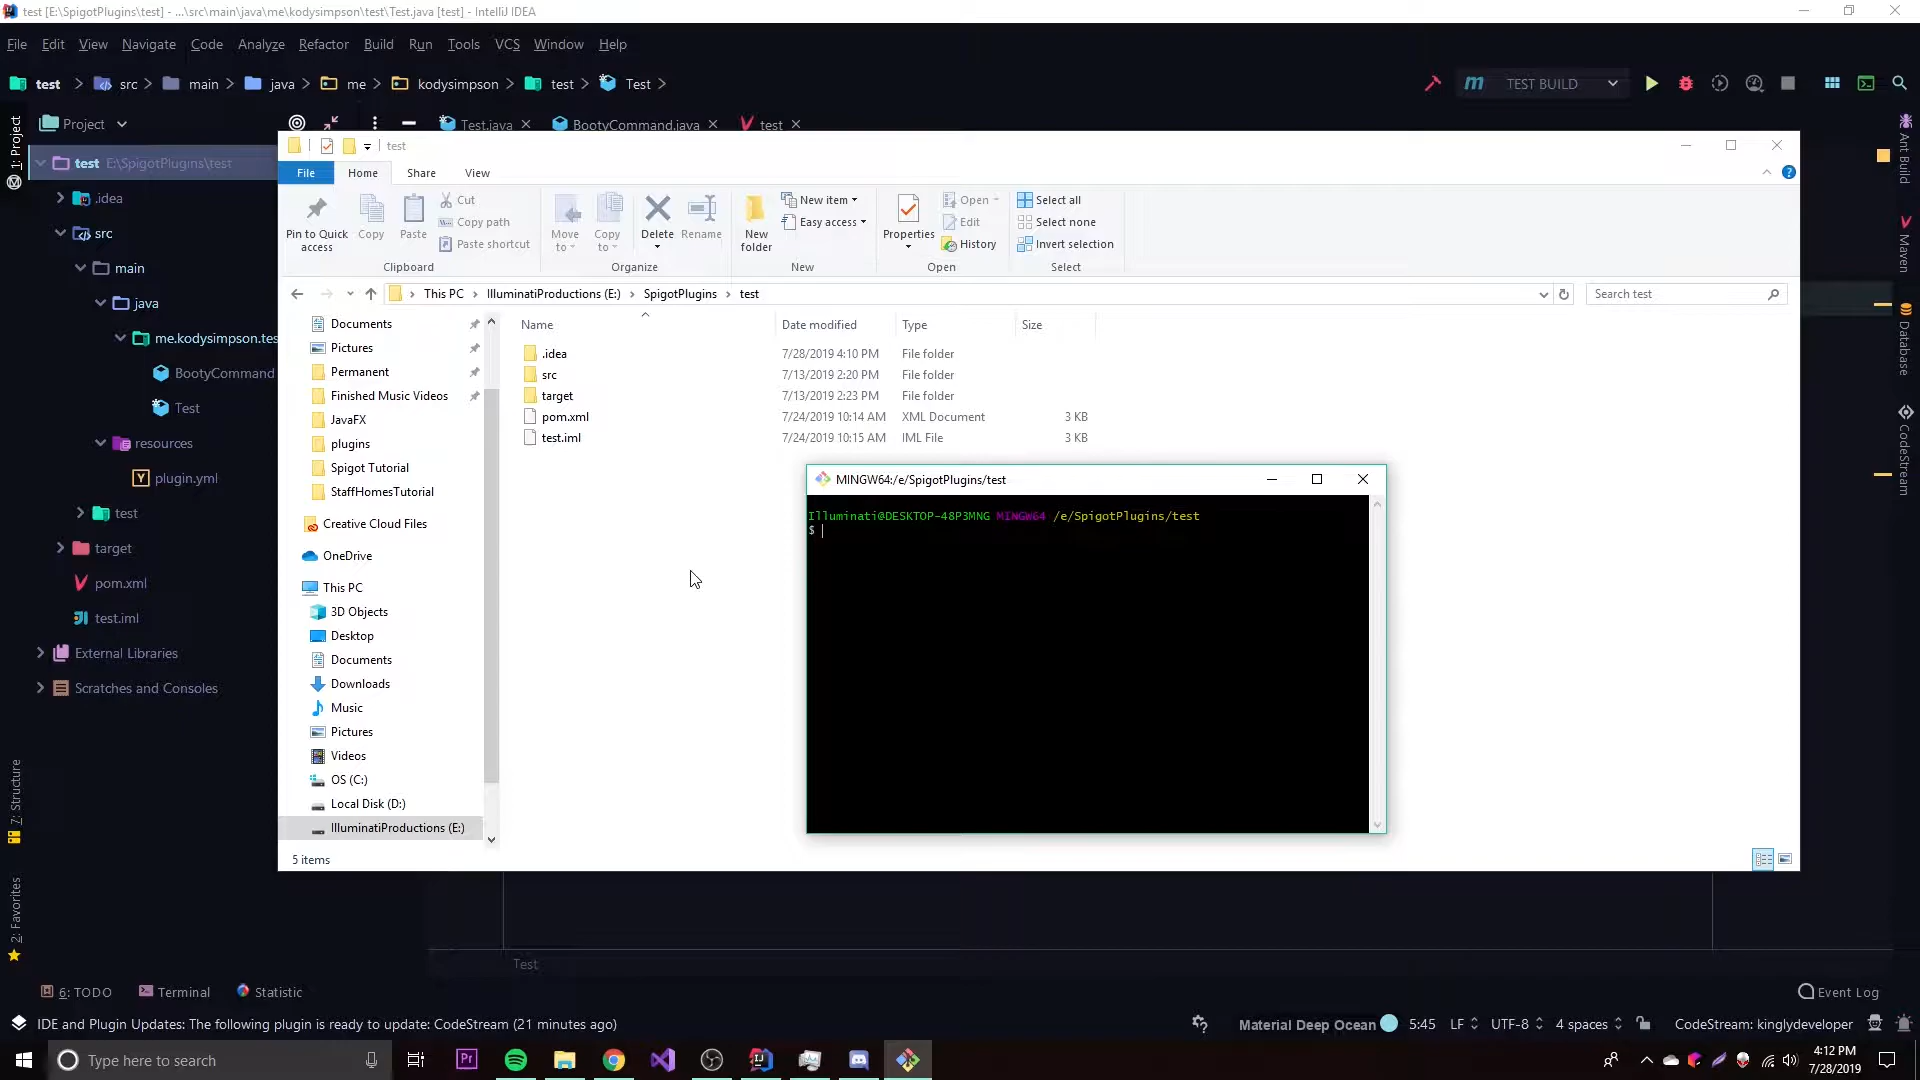 test [E:\SpigotPlugins\test] - ...\src\main\java\me\kodysimpson\test\Test.java [test] - IntelliJ IDEA
File Edit View Navigate Code Analyze Refactor Build Run Tools VCS Window Help
test src main java me kodysimpson test Test
TEST BUILD
1: Project
Project
Test.java BootyCommand.java test
test E:\SpigotPlugins\test
.idea
src
main
java
me.kodysimpson.tes
BootyCommand
Test
resources
plugin.yml
test
target
pom.xml
test.iml
External Libraries
Scratches and Consoles
7: Structure
2: Favorites
Ant Build
Maven
Database
CodeStream
test
File Home Share View
Pin to Quick access
Copy
Paste
Cut
Copy path
Paste shortcut
Clipboard
Move to
Copy to
Delete
Rename
Organize
New folder
New item
Easy access
New
Properties
Open
Edit
History
Open
Select all
Select none
Invert selection
Select
This PC IlluminatiProductions (E:) SpigotPlugins test
Search test
Name Date modified Type Size
.idea 7/28/2019 4:10 PM File folder
src 7/13/2019 2:20 PM File folder
target 7/13/2019 2:23 PM File folder
pom.xml 7/24/2019 10:14 AM XML Document 3 KB
test.iml 7/24/2019 10:15 AM IML File 3 KB
Documents
Pictures
Permanent
Finished Music Videos
JavaFX
plugins
Spigot Tutorial
StaffHomesTutorial
Creative Cloud Files
OneDrive
This PC
3D Objects
Desktop
Documents
Downloads
Music
Pictures
Videos
OS (C:)
Local Disk (D:)
IlluminatiProductions (E:)
5 items
MINGW64:/e/SpigotPlugins/test
Illuminati@DESKTOP-48P3MNG MINGW64 /e/SpigotPlugins/test
$
Test
6: TODO Terminal Statistic
Event Log
IDE and Plugin Updates: The following plugin is ready to update: CodeStream (21 minutes ago)
Material Deep Ocean 5:45 LF UTF-8 4 spaces CodeStream: kinglydeveloper
Type here to search
4:12 PM
7/28/2019